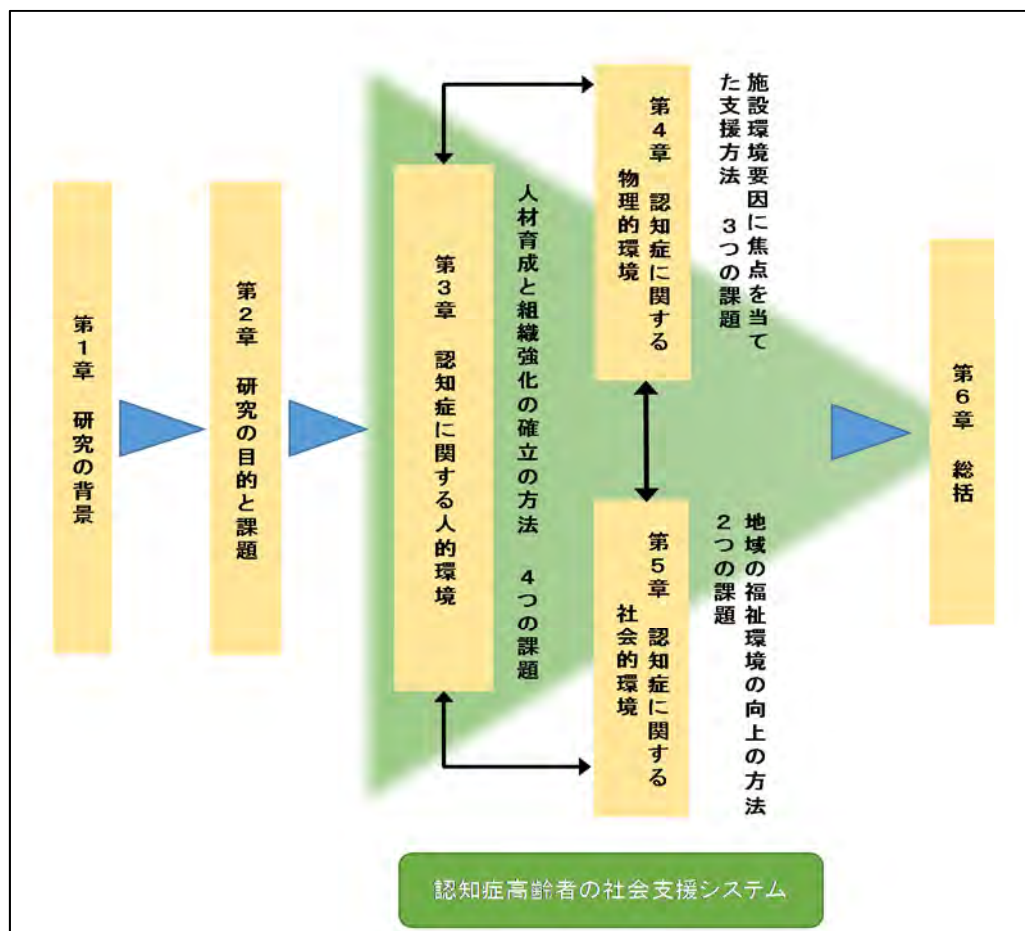 第1章　研究の背景
第2章　研究の目的と課題
第3章　認知症に関する人的環境
人材育成と組織強化の確立の方法　4つの課題
第4章　認知症に関する
物理的環境
施設環境要因に焦点を当て
た支援方法　3つの課題
第5章　認知症に関する
社会的環境
地域の福祉環境の向上の方法
2つの課題
第6章　総括
認知症高齢者の社会支援システム